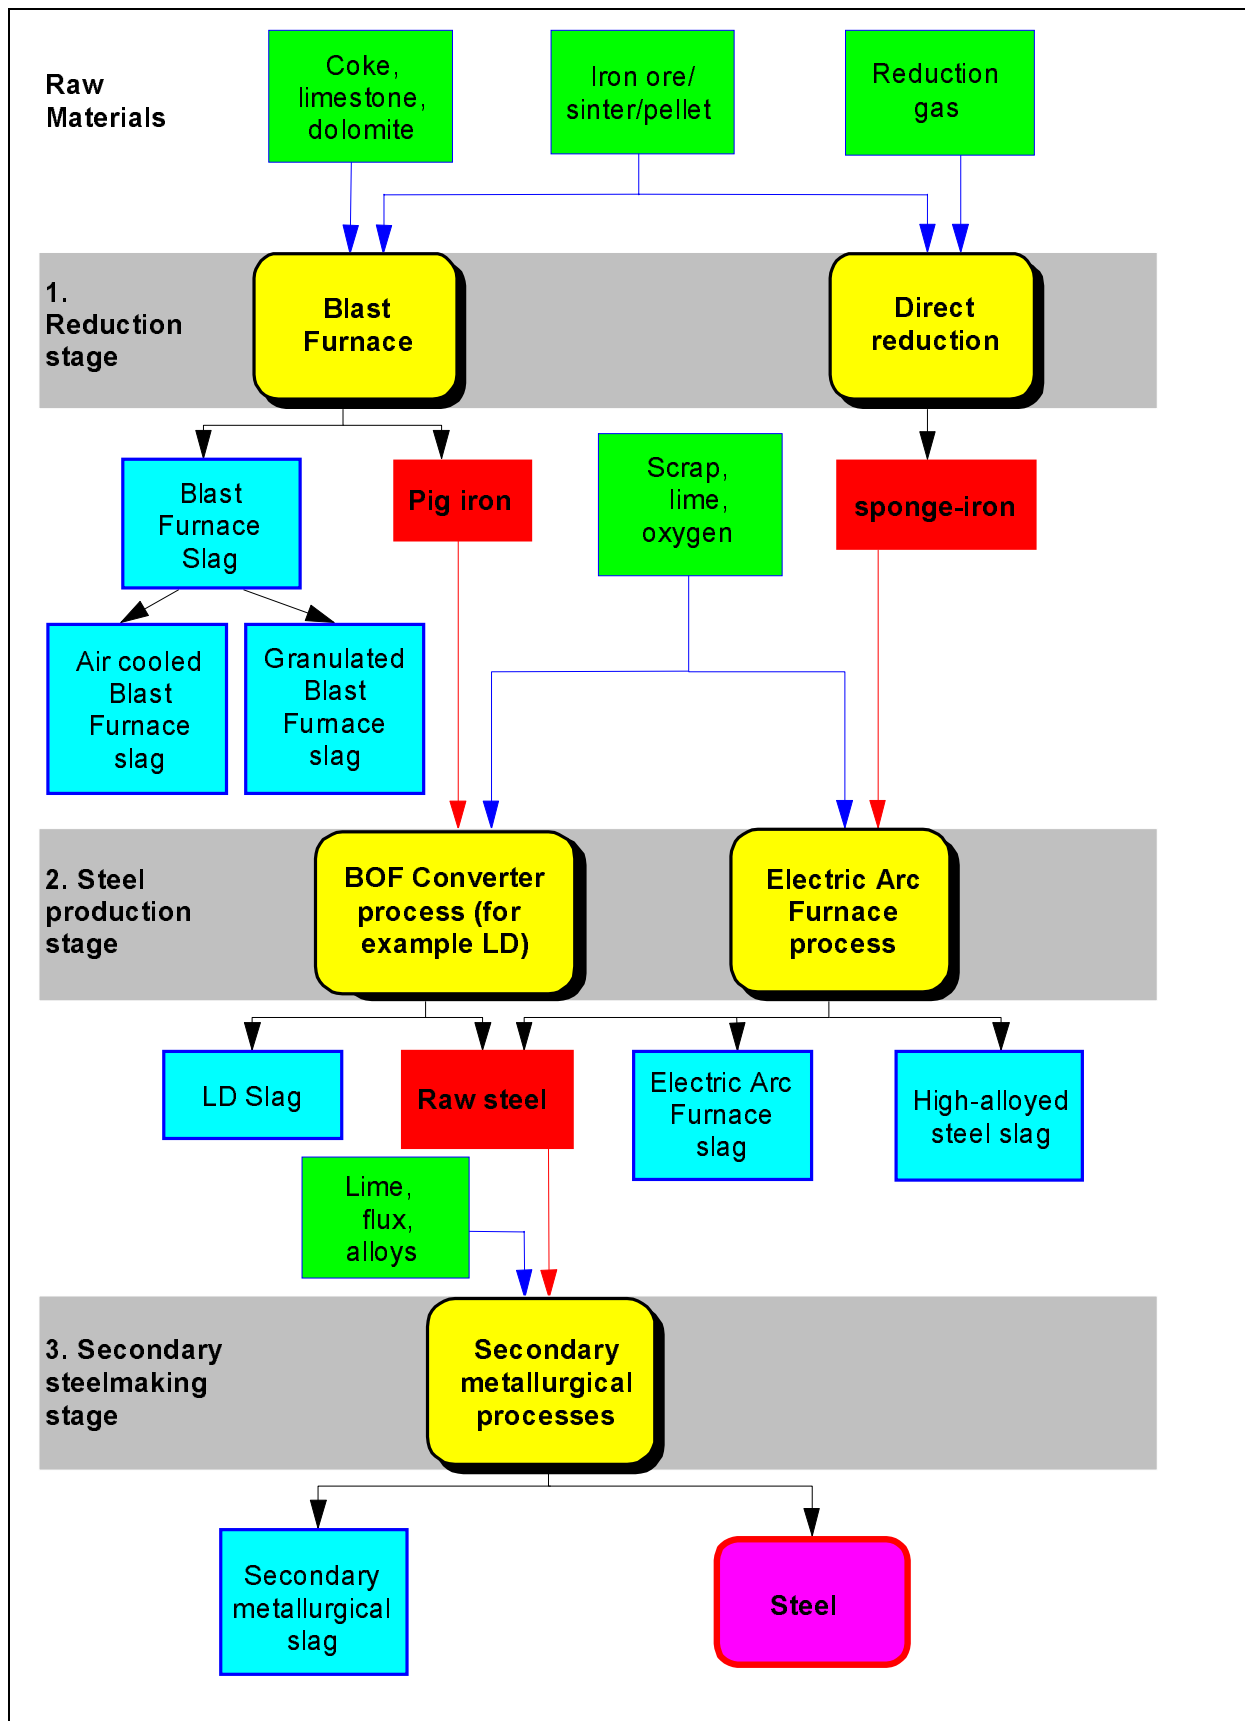 Raw
Materials
Coke,
limestone,
dolomite
Iron ore/
sinter/pellet
Reduction
gas
1.
Reduction
stage
Blast
Furnace
Direct
reduction
Blast
Furnace
Slag
Pig iron
Scrap,
lime,
oxygen
sponge-iron
Air cooled
Blast
Furnace
slag
Granulated
Blast
Furnace
slag
2. Steel
production
stage
BOF Converter
process (for
example LD)
Electric Arc
Furnace
process
LD Slag
Raw steel
Electric Arc
Furnace
slag
High-alloyed
steel slag
Lime,
flux,
alloys
3. Secondary
steelmaking
stage
Secondary
metallurgical
processes
Secondary
metallurgical
slag
Steel